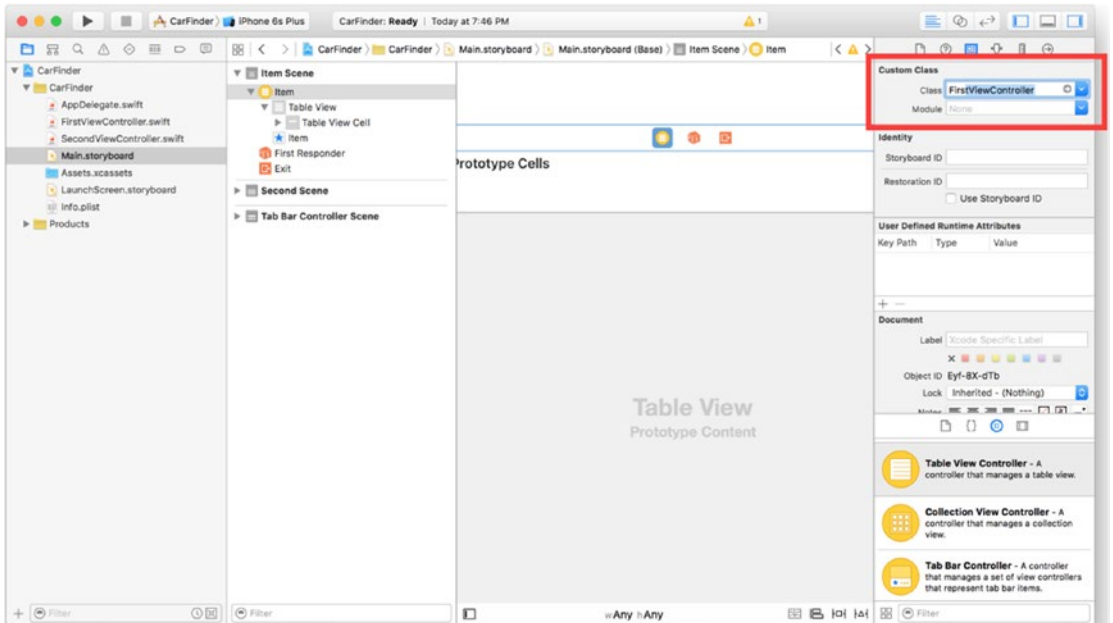 CarFinder
iPhone 6s Plus
CarFinder: Ready | Today at 7:46 PM
1
CarFinder
CarFinder
AppDelegate.swift
FirstViewController.swift
SecondViewController.swift
Main.storyboard
Assets.xcassets
LaunchScreen.storyboard
Info.plist
Products
Filter
CarFinder
CarFinder
Main.storyboard
Main.storyboard (Base)
Item Scene
Item
Item Scene
Item
Table View
Table View Cell
Item
First Responder
Exit
Second Scene
Tab Bar Controller Scene
Filter
Prototype Cells
Table View
Prototype Content
wAny hAny
Custom Class
Class FirstViewController
Module None
Identity
Storyboard ID
Restoration ID
Use Storyboard ID
User Defined Runtime Attributes
Key Path Type Value
Document
Label Xcode Specific Label
Object ID Eyf-8X-dTb
Lock Inherited - (Nothing)
Notes
Table View Controller - A
controller that manages a table view.
Collection View Controller - A
controller that manages a collection
view.
Tab Bar Controller - A controller
that manages a set of view controllers
that represent tab bar items.
Filter